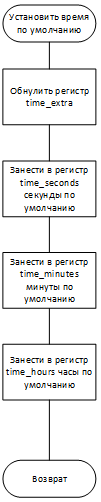 Установить время
по умолчанию
Обнулить регистр
time_extra
Занести в регистр
time_seconds
секунды по
умолчанию
Занести в регистр
time_minutes
минуты по
умолчанию
Занести в регистр
time_hours часы по
умолчанию
Возврат